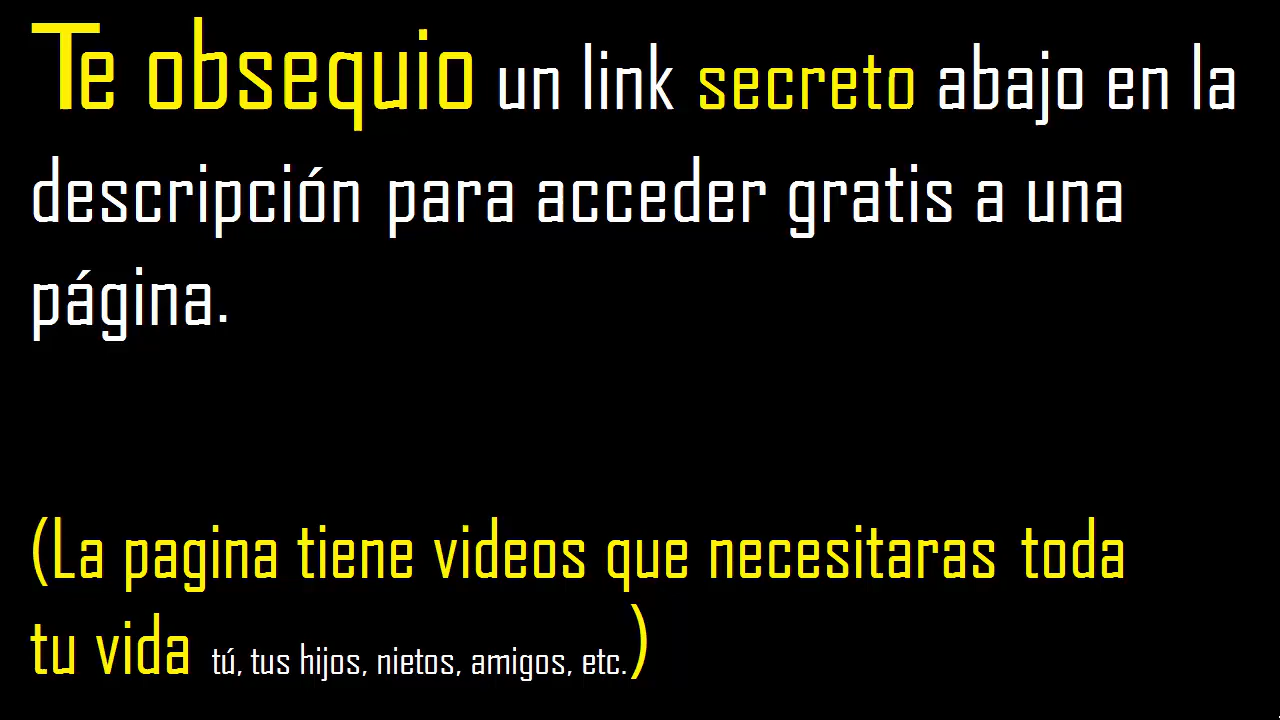 Te obsequio un link secreto abajo en la
descripción para acceder gratis a una
página.
(La pagina tiene videos que necesitaras toda
tu vida tú, tus hijos, nietos, amigos, etc.)